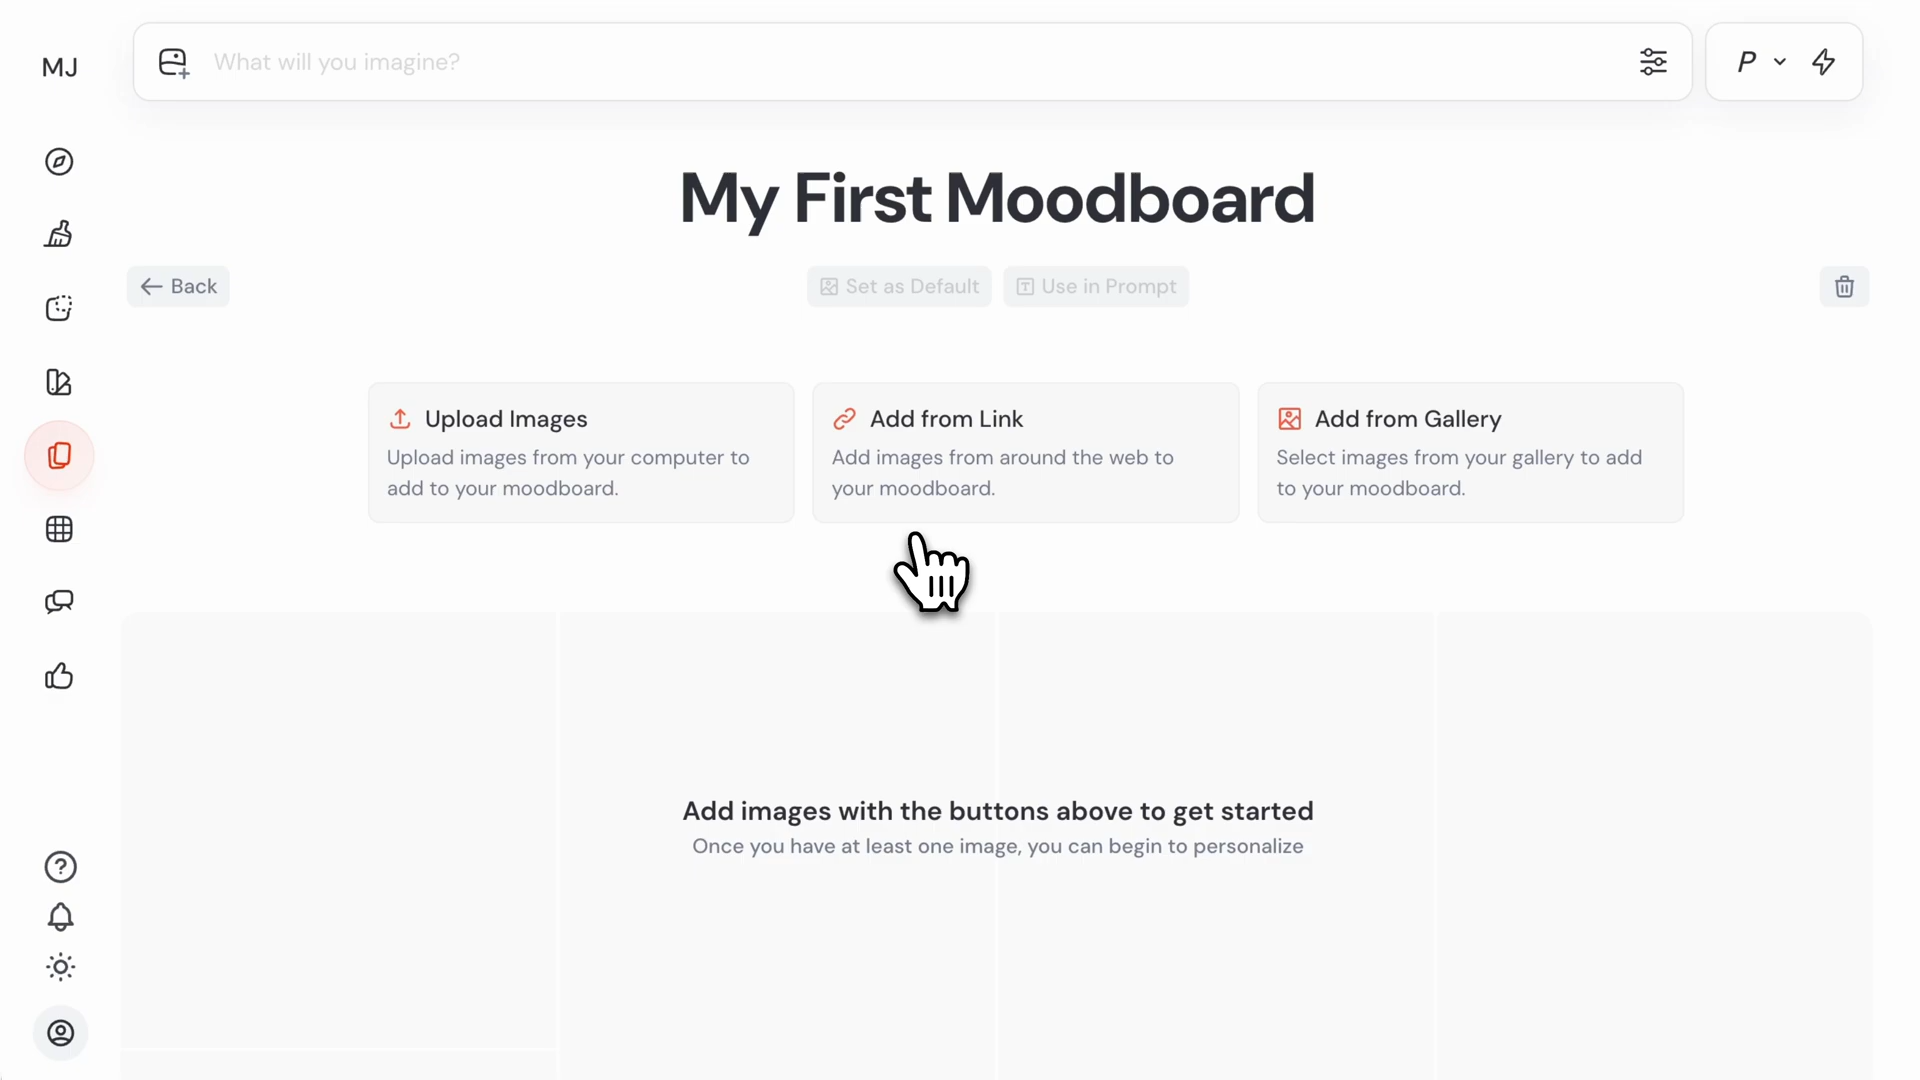 MJ
What will you imagine?
P
My First Moodboard
Back
Set as Default
Use in Prompt
Upload Images
Upload images from your computer to
add to your moodboard.
Add from Link
Add images from around the web to
your moodboard.
Add from Gallery
Select images from your gallery to add
to your moodboard.
Add images with the buttons above to get started
Once you have at least one image, you can begin to personalize